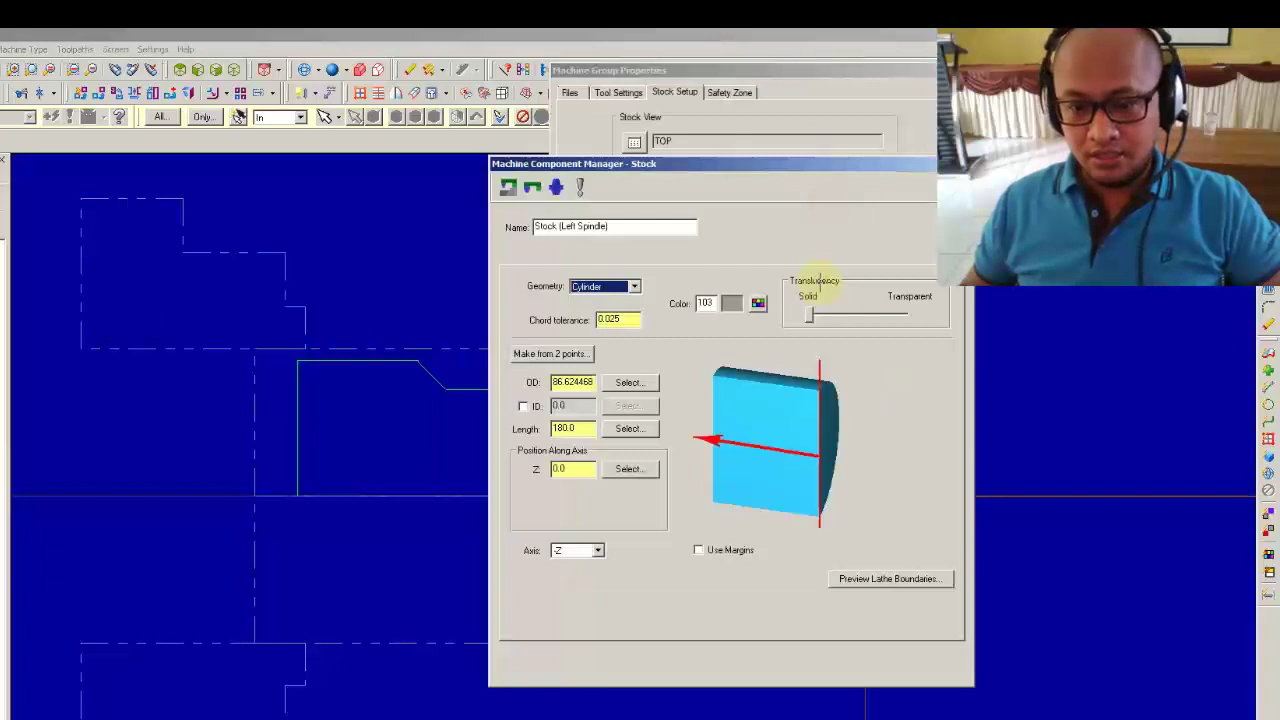 Machine Type Toolpaths Screen Settings Help
Machine Group Properties
Files Tool Settings Stock Setup Safety Zone
All... Only... In
Stock View
TOP
Machine Component Manager - Stock
Name: Stock (Left Spindle)
Geometry: Cylinder
Color: 103
Translucency
Solid Transparent
Chord tolerance: 0.025
Make from 2 points...
OD: 86.624468 Select...
ID: 0.0 Select...
Length: 180.0 Select...
Position Along Axis
Z: 0.0 Select...
Axis: -Z
Use Margins
Preview Lathe Boundaries...